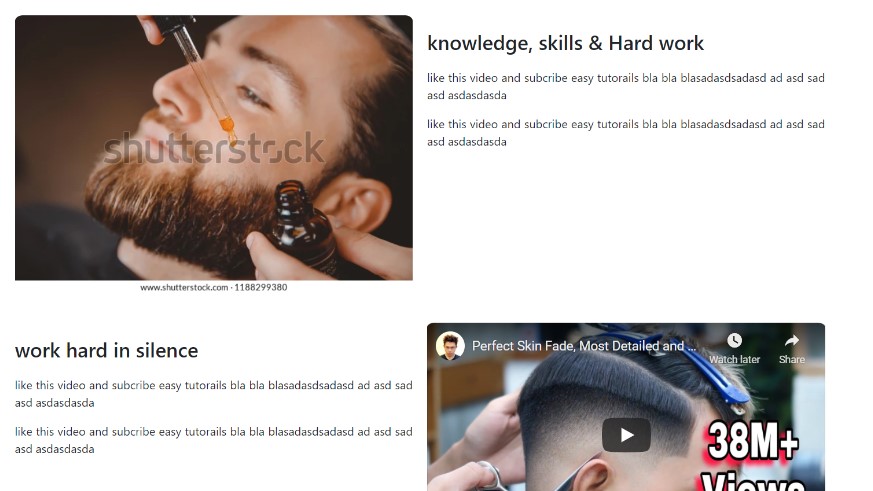 shutterstock
www.shutterstock.com · 1188299380
knowledge, skills & Hard work
like this video and subcribe easy tutorails bla bla blasadasdsadasd ad asd sad
asd asdasdasda
like this video and subcribe easy tutorails bla bla blasadasdsadasd ad asd sad
asd asdasdasda
work hard in silence
like this video and subcribe easy tutorails bla bla blasadasdsadasd ad asd sad
asd asdasdasda
like this video and subcribe easy tutorails bla bla blasadasdsadasd ad asd sad
asd asdasdasda
Perfect Skin Fade, Most Detailed and ...
Watch later
Share
38M+
Views